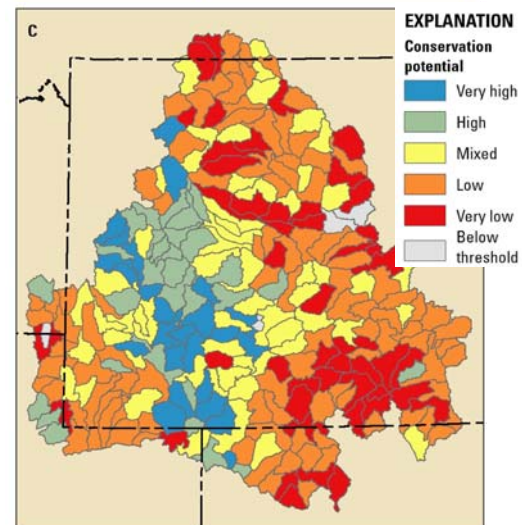 C
EXPLANATION
Conservation
potential
Very high
High
Mixed
Low
Very low
Below
threshold